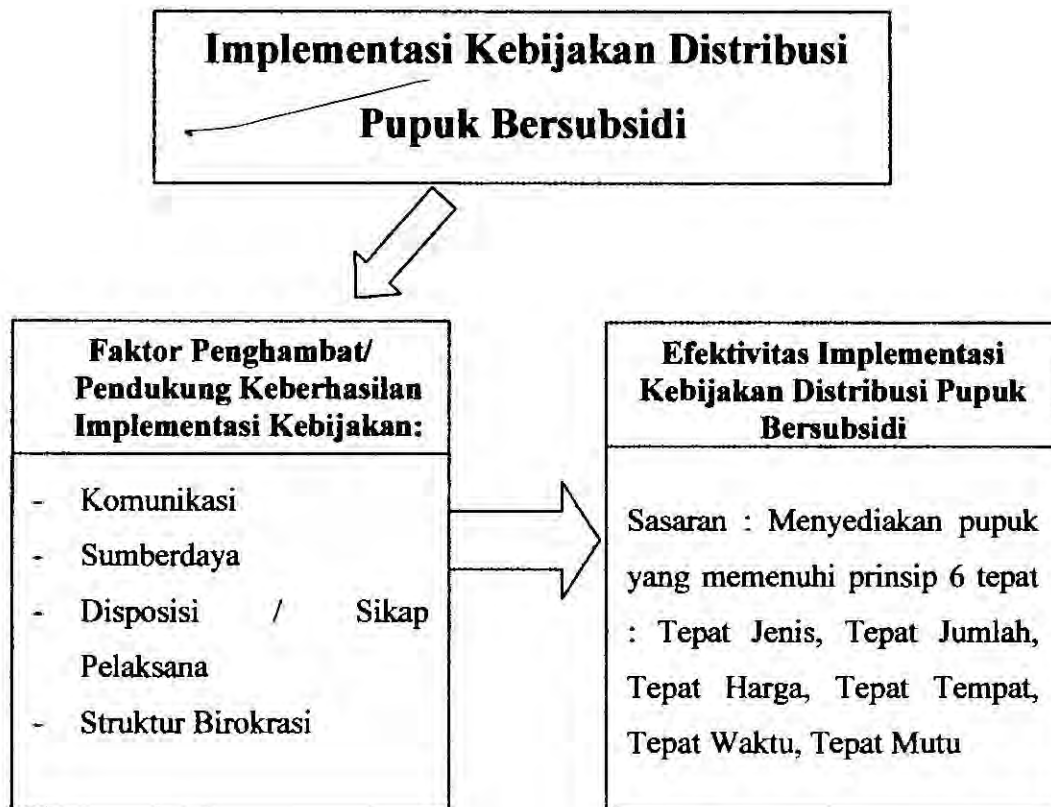 Implementasi Kebijakan Distribusi
Pupuk Bersubsidi
Faktor Penghambat/
Pendukung Keberhasilan
Implementasi Kebijakan:
- Komunikasi
- Sumberdaya
- Disposisi / Sikap
Pelaksana
- Struktur Birokrasi
Efektivitas Implementasi
Kebijakan Distribusi Pupuk
Bersubsidi
Sasaran : Menyediakan pupuk
yang memenuhi prinsip 6 tepat
: Tepat Jenis, Tepat Jumlah,
Tepat Harga, Tepat Tempat,
Tepat Waktu, Tepat Mutu